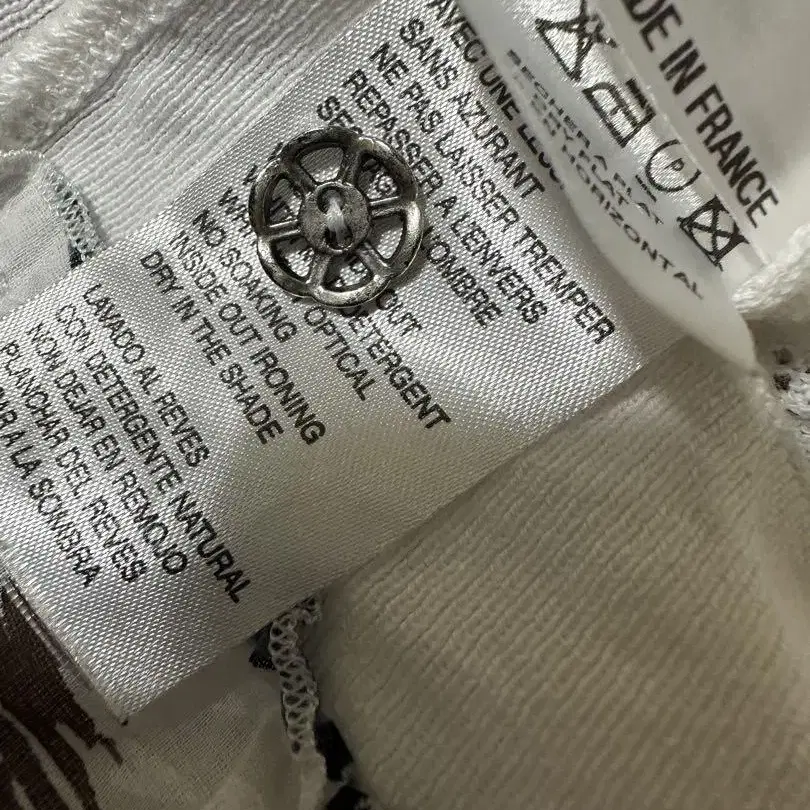 DE IN FRANCE
SECHER A PLAT
A L'HORIZONTAL
AVEC UNE
SANS AZURANT
NE PAS LAISSER TREMPER
REPASSER A L'ENVERS
L'OMBRE
OUT
DETERGENT
OPTICAL
NO SOAKING
INSIDE OUT IRONING
DRY IN THE SHADE
LAVADO AL REVES
CON DETERGENTE NATURAL
NON DEJAR EN REMOJO
PLANCHAR DEL REVES
AR A LA SOMBRA